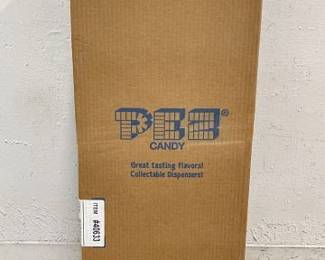 PEZ®
CANDY
Great tasting flavors!
Collectable Dispensers!
ITEM
#40633